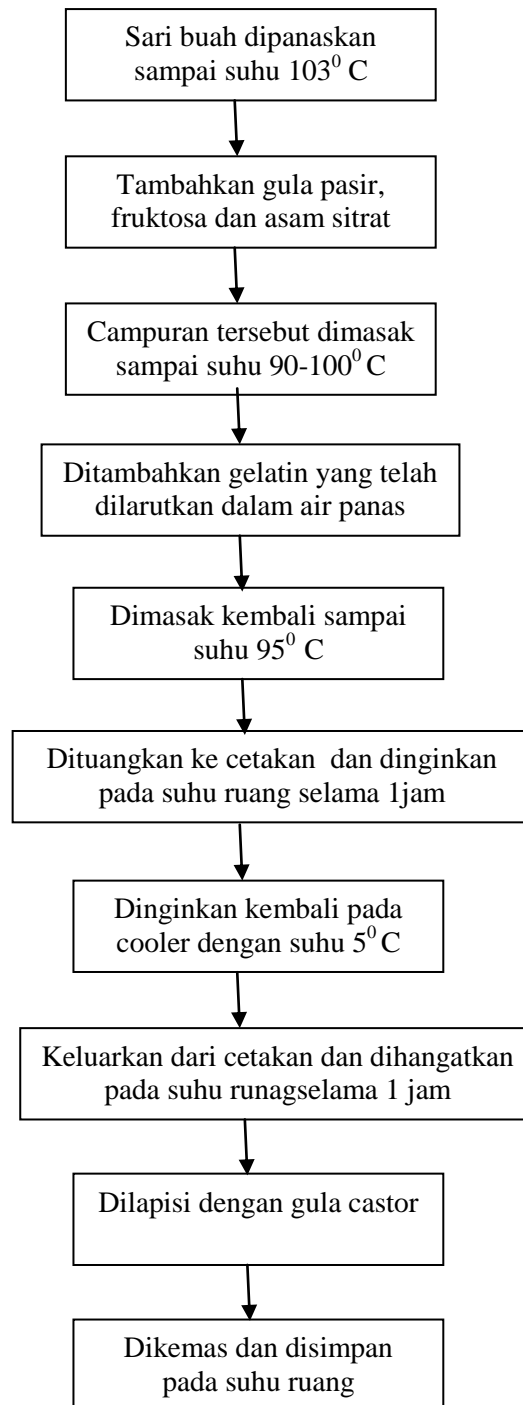 Sari buah dipanaskan
sampai suhu 103⁰ C
Tambahkan gula pasir,
fruktosa dan asam sitrat
Campuran tersebut dimasak
sampai suhu 90-100⁰ C
Ditambahkan gelatin yang telah
dilarutkan dalam air panas
Dimasak kembali sampai
suhu 95⁰ C
Dituangkan ke cetakan dan dinginkan
pada suhu ruang selama 1jam
Dinginkan kembali pada
cooler dengan suhu 5⁰ C
Keluarkan dari cetakan dan dihangatkan
pada suhu runagselama 1 jam
Dilapisi dengan gula castor
Dikemas dan disimpan
pada suhu ruang